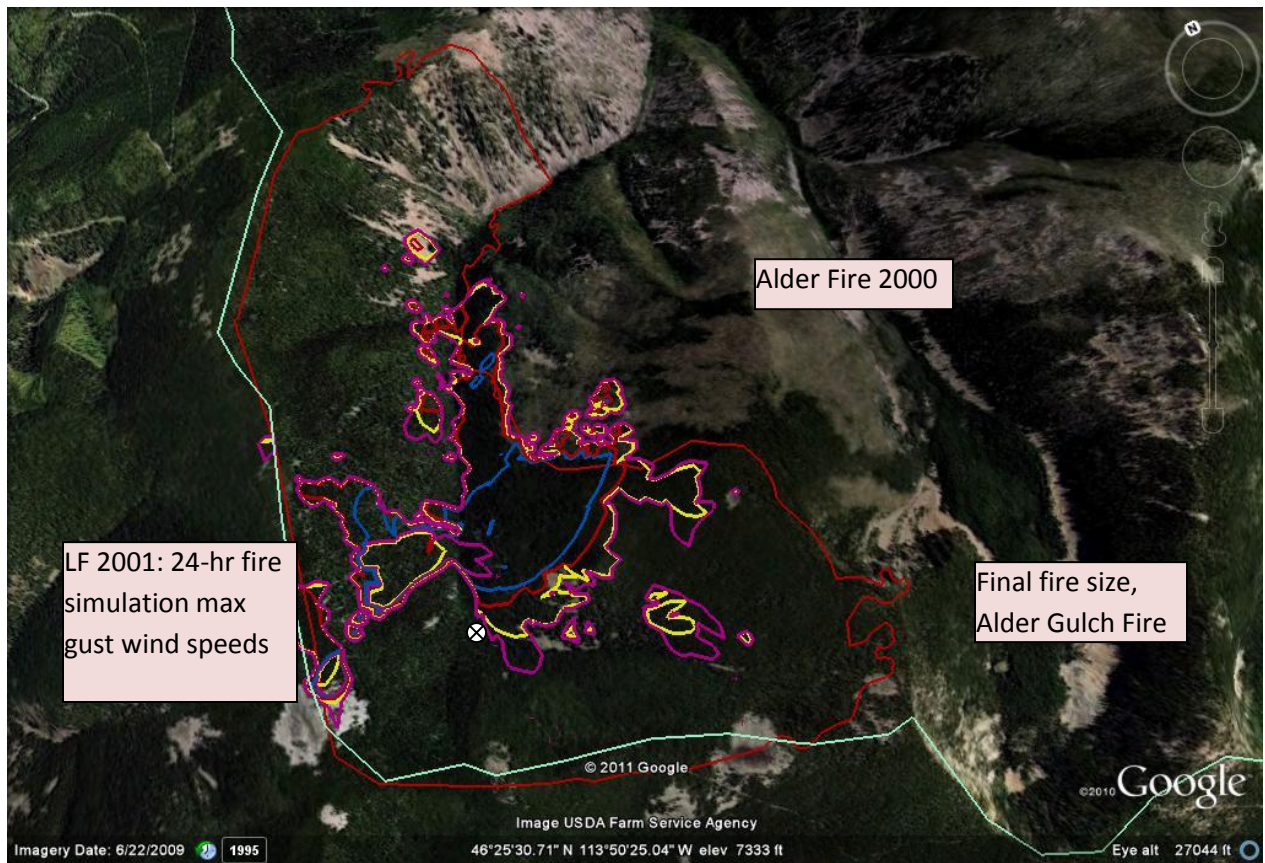 N
Alder Fire 2000
LF 2001: 24-hr fire
simulation max
gust wind speeds
Final fire size,
Alder Gulch Fire
© 2011 Google
©2010 Google
Image USDA Farm Service Agency
Imagery Date: 6/22/2009 1995 46°25'30.71" N 113°50'25.04" W elev 7333 ft Eye alt 27044 ft